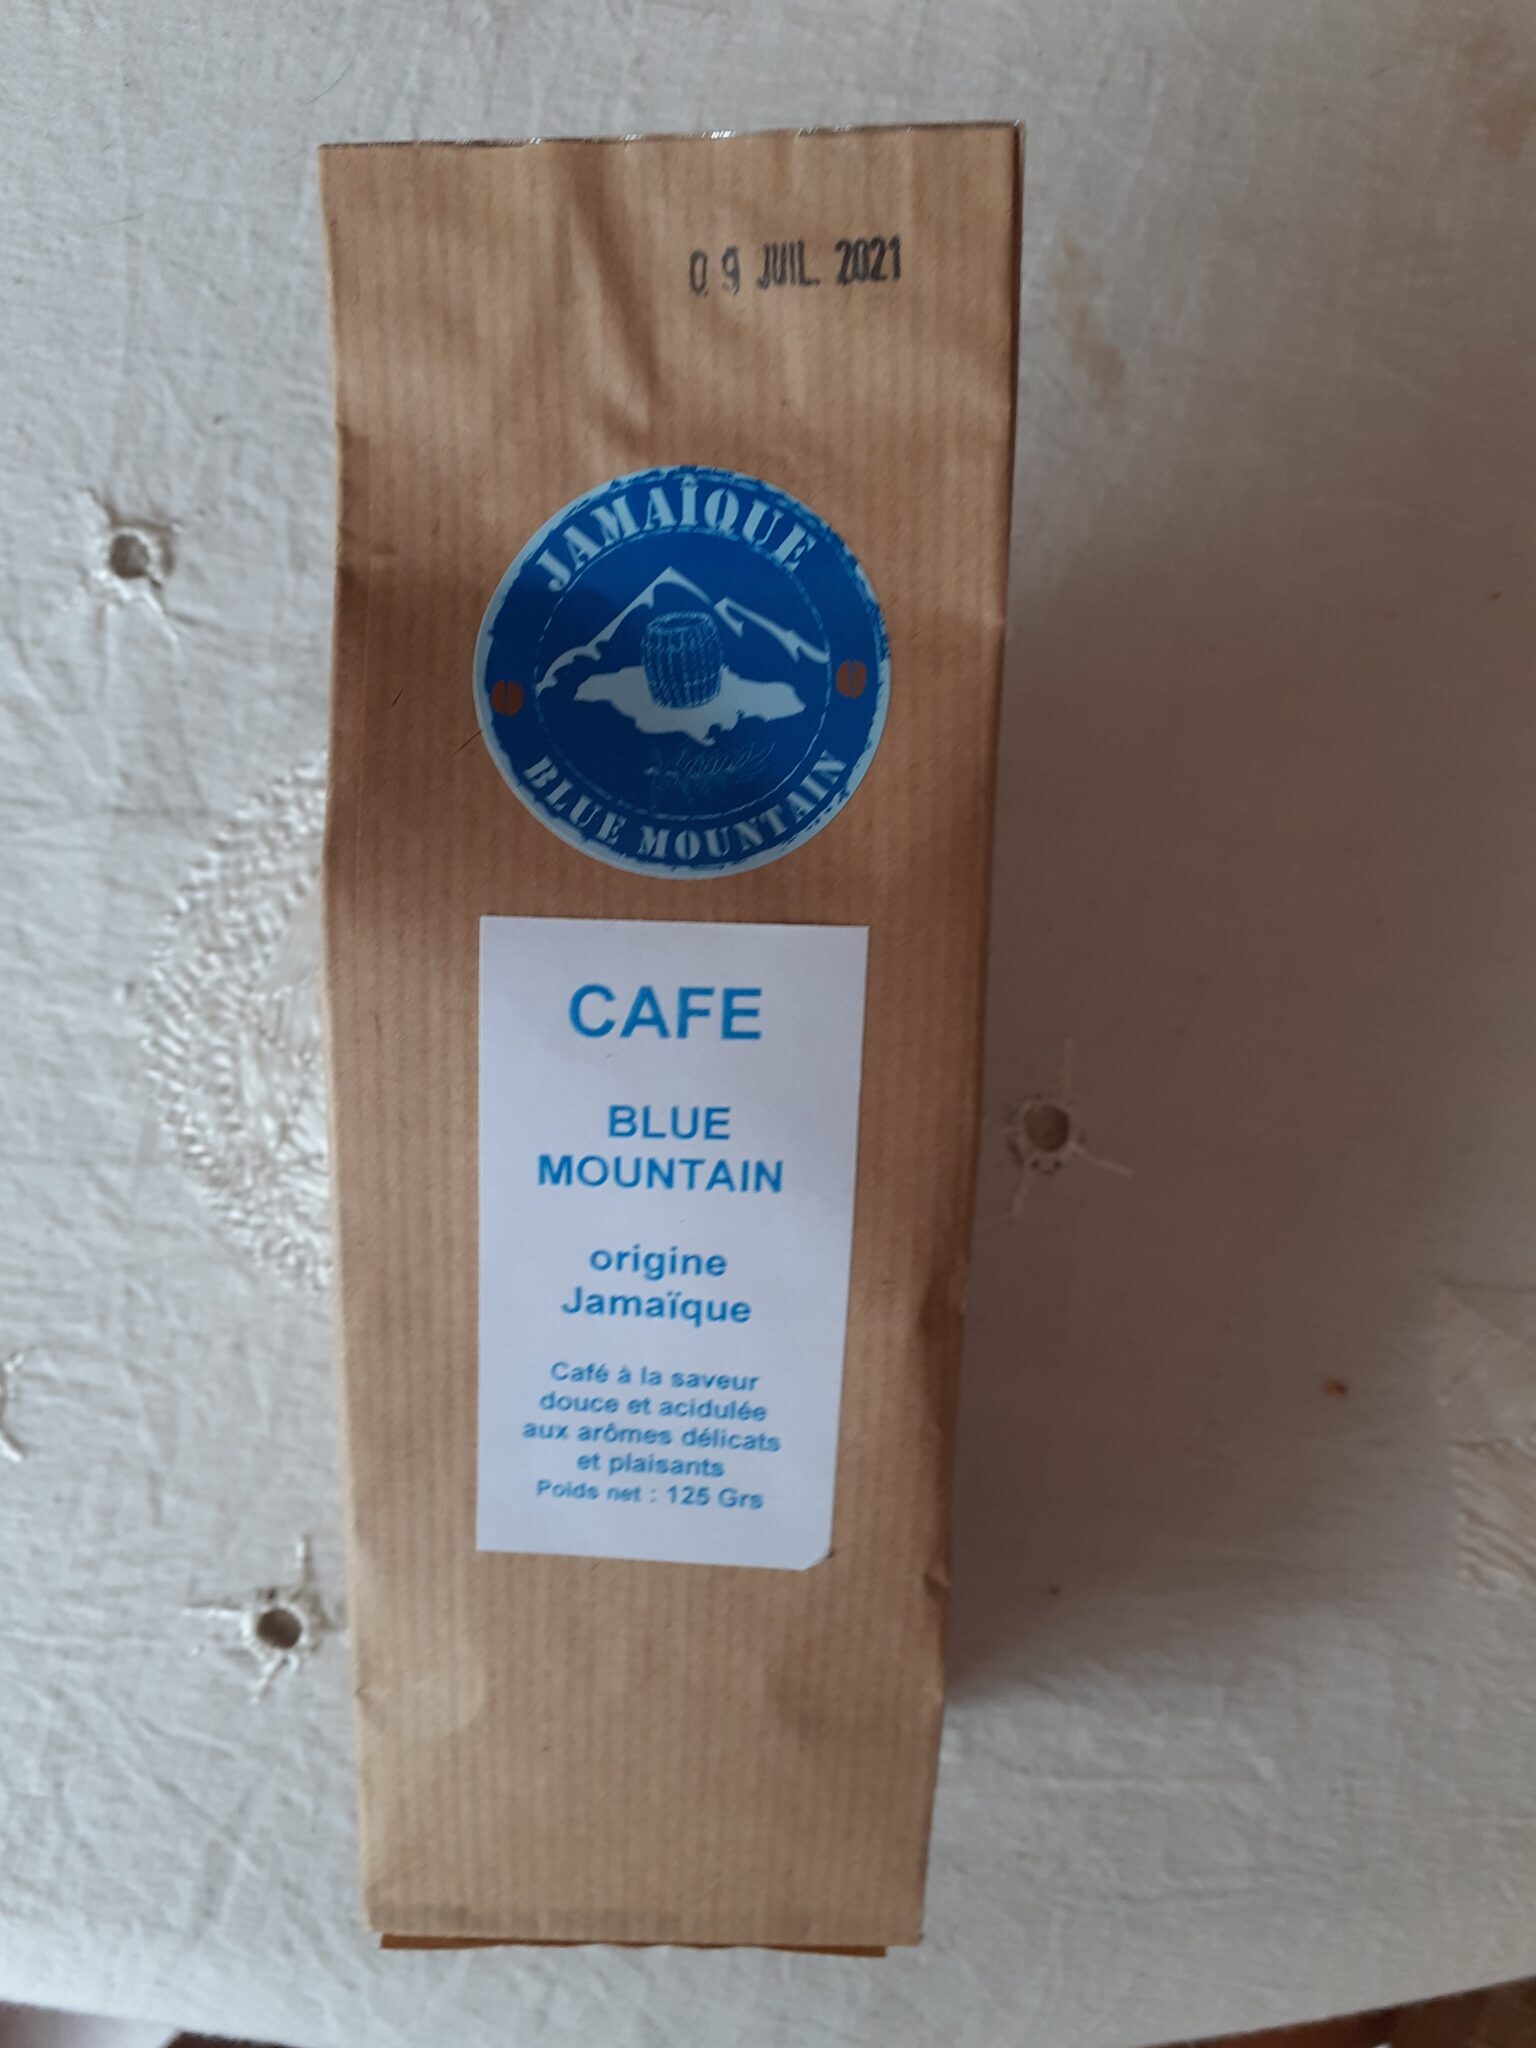 09 JUIL. 2021
JAMAÎQUE
BLUE MOUNTAIN
CAFE
BLUE
MOUNTAIN
origine
Jamaïque
Café à la saveur
douce et acidulée
aux arômes délicats
et plaisants
Poids net : 125 Grs